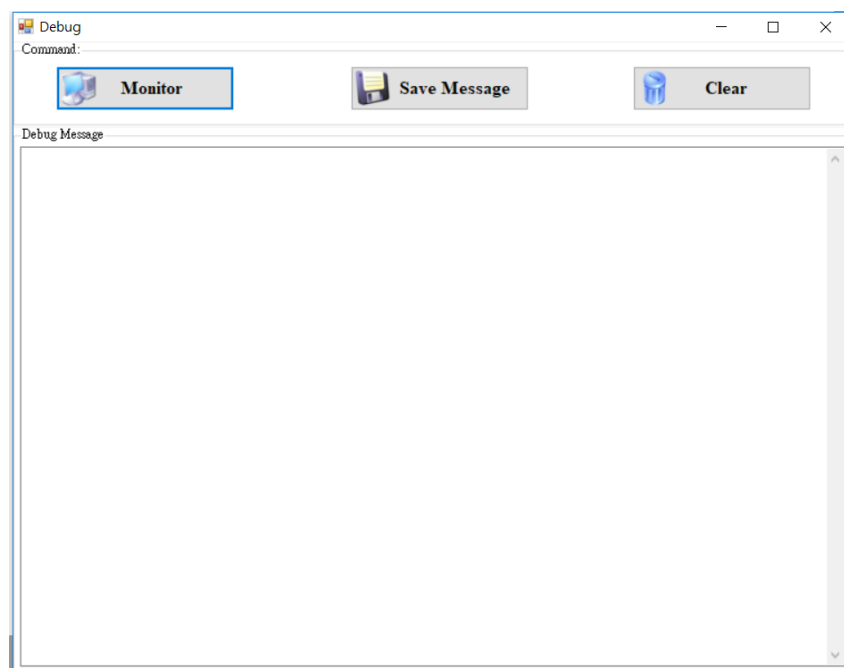 Debug
Command:
Monitor
Save Message
Clear
Debug Message